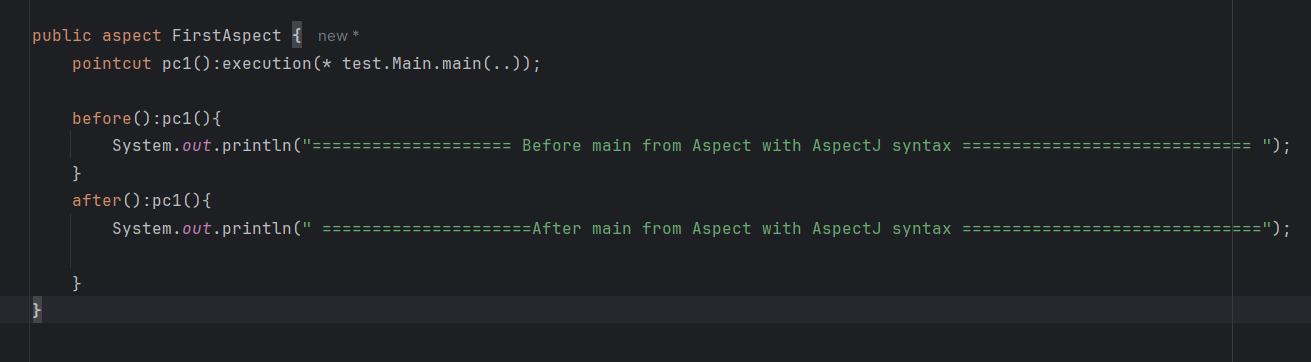 public aspect FirstAspect { new *
pointcut pc1():execution(* test.Main.main(..));
before():pc1(){
System.out.println("==================== Before main from Aspect with AspectJ syntax ============================= ");
}
after():pc1(){
System.out.println(" =====================After main from Aspect with AspectJ syntax ==============================");
}
}